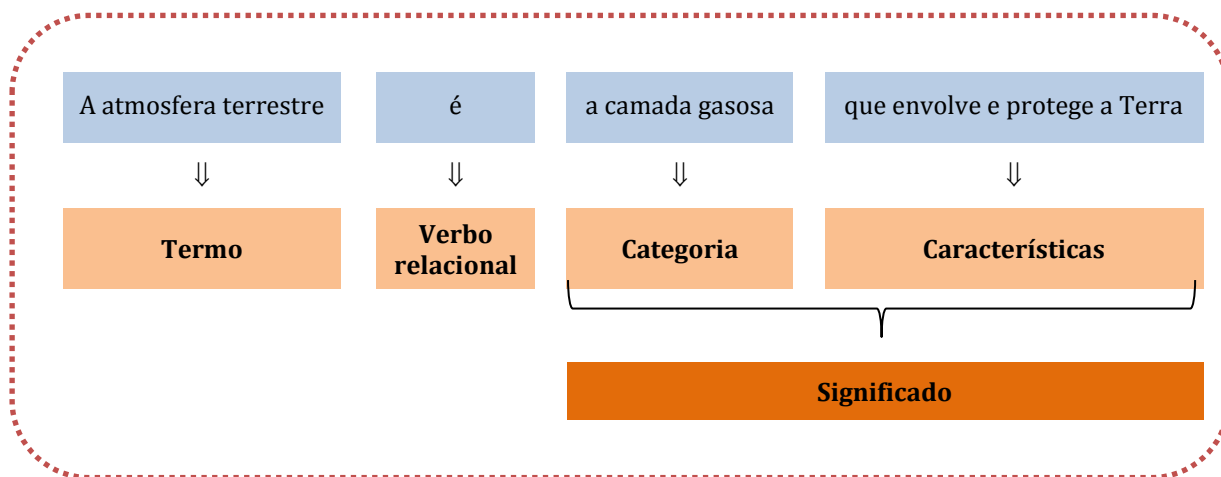 A atmosfera terrestre
é
a camada gasosa
que envolve e protege a Terra
⇓
⇓
⇓
⇓
Termo
Verbo
relacional
Categoria
Características
Significado